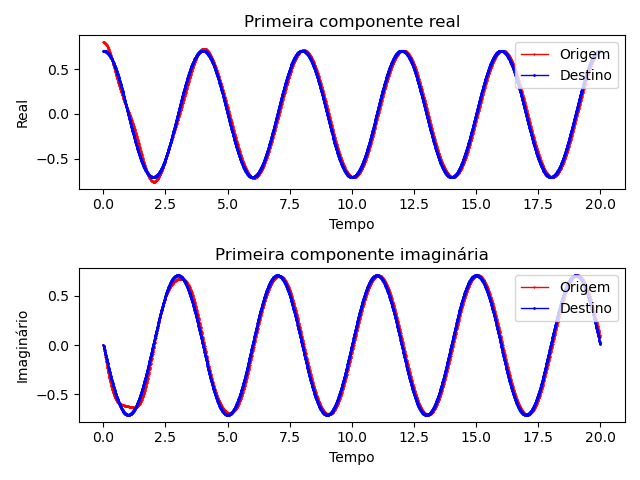 Primeira componente real
Real
0.5
0.0
−0.5
Origem
Destino
0.0 2.5 5.0 7.5 10.0 12.5 15.0 17.5 20.0
Tempo
Primeira componente imaginária
Imaginário
0.5
0.0
−0.5
Origem
Destino
0.0 2.5 5.0 7.5 10.0 12.5 15.0 17.5 20.0
Tempo